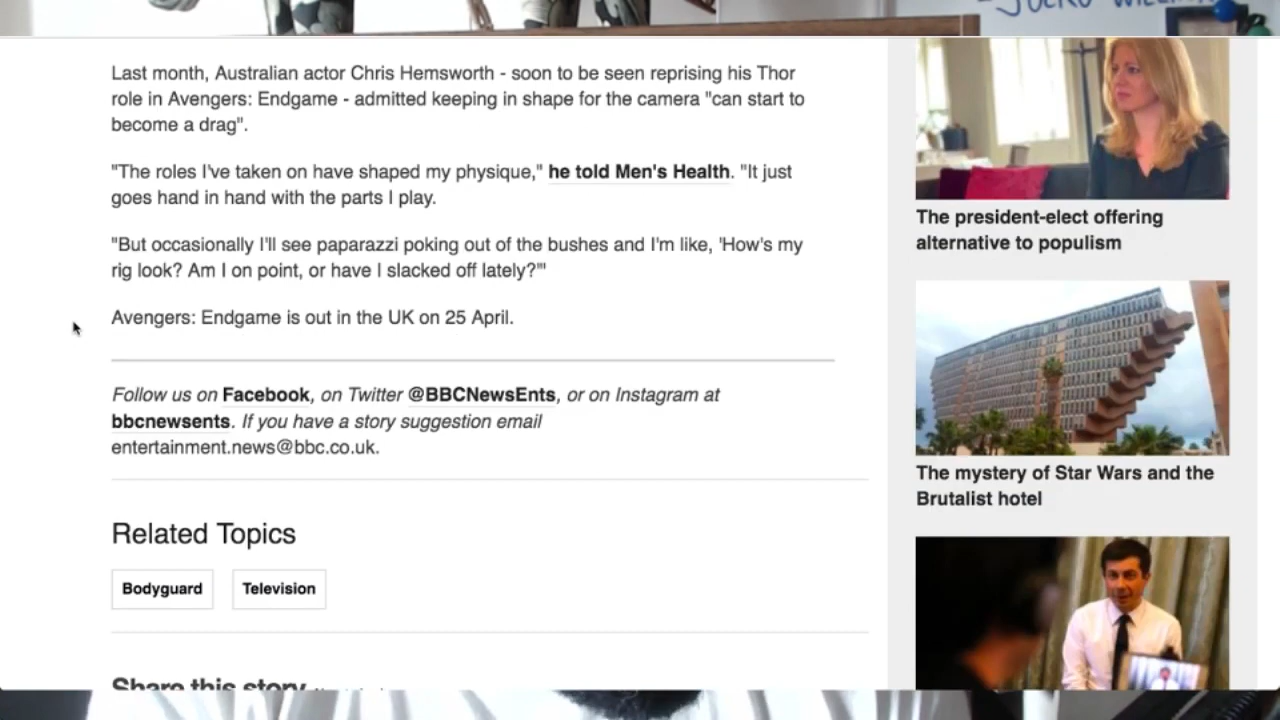 Last month, Australian actor Chris Hemsworth - soon to be seen reprising his Thor
role in Avengers: Endgame - admitted keeping in shape for the camera "can start to
become a drag".
"The roles I've taken on have shaped my physique," he told Men's Health. "It just
goes hand in hand with the parts I play.
"But occasionally I'll see paparazzi poking out of the bushes and I'm like, 'How's my
rig look? Am I on point, or have I slacked off lately?'"
Avengers: Endgame is out in the UK on 25 April.
Follow us on Facebook, on Twitter @BBCNewsEnts, or on Instagram at
bbcnewsents. If you have a story suggestion email
entertainment.news@bbc.co.uk.
Related Topics
Bodyguard
Television
Share this story
The president-elect offering
alternative to populism
The mystery of Star Wars and the
Brutalist hotel